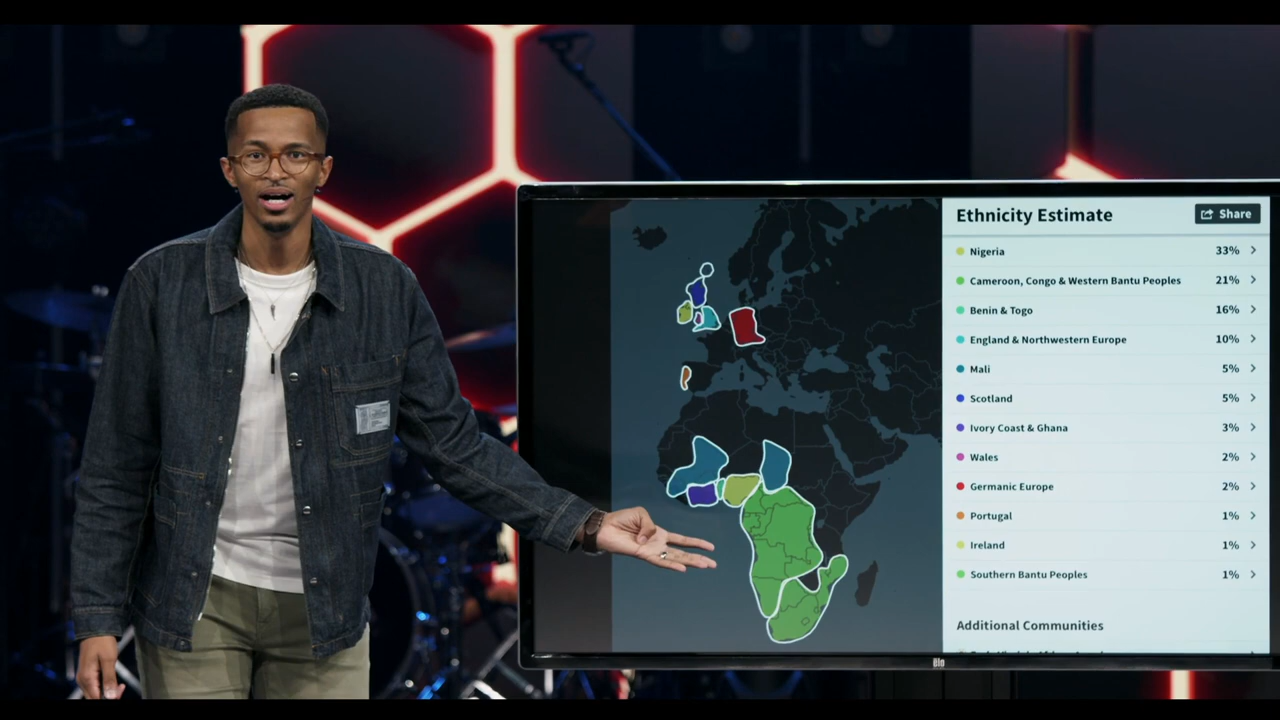 Ethnicity Estimate
Share
Nigeria 33%
Cameroon, Congo & Western Bantu Peoples 21%
Benin & Togo 16%
England & Northwestern Europe 10%
Mali 5%
Scotland 5%
Ivory Coast & Ghana 3%
Wales 2%
Germanic Europe 2%
Portugal 1%
Ireland 1%
Southern Bantu Peoples 1%
Additional Communities
elo